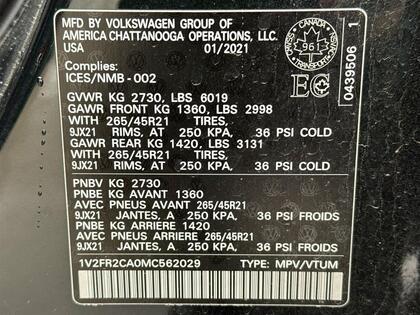 MFD BY VOLKSWAGEN GROUP OF
AMERICA CHATTANOOGA OPERATIONS, LLC.
USA 01/2021
Complies:
ICES/NMB-002
CANADA
961
TRANSPORT
EC
0439506 1
GVWR KG 2730, LBS 6019
GAWR FRONT KG 1360, LBS 2998
WITH 265/45R21 TIRES,
9JX21 RIMS, AT 250 KPA, 36 PSI COLD
GAWR REAR KG 1420, LBS 3131
WITH 265/45R21 TIRES,
9JX21 RIMS, AT 250 KPA, 36 PSI COLD
PNBV KG 2730
PNBE KG AVANT 1360
AVEC PNEUS AVANT 265/45R21
9JX21 JANTES, A 250 KPA, 36 PSI FROIDS
PNBE KG ARRIERE 1420
AVEC PNEUS ARRIERE 265/45R21
9JX21 JANTES, A 250 KPA, 36 PSI FROIDS
1V2FR2CA0MC562029 TYPE: MPV/VTUM